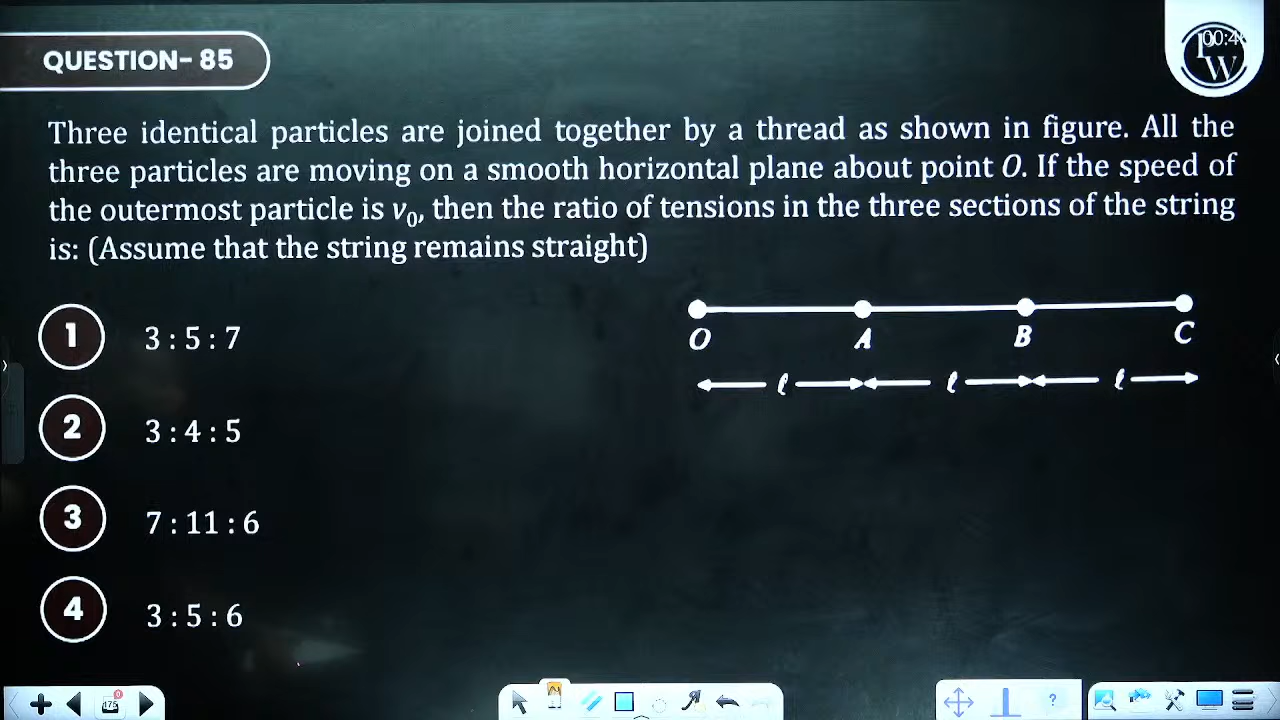 QUESTION- 85
00:4
W
Three identical particles are joined together by a thread as shown in figure. All the
three particles are moving on a smooth horizontal plane about point O. If the speed of
the outermost particle is v₀, then the ratio of tensions in the three sections of the string
is: (Assume that the string remains straight)
1 3 : 5 : 7
2 3 : 4 : 5
3 7 : 11 : 6
4 3 : 5 : 6
O A B C
ℓ ℓ ℓ
175
?